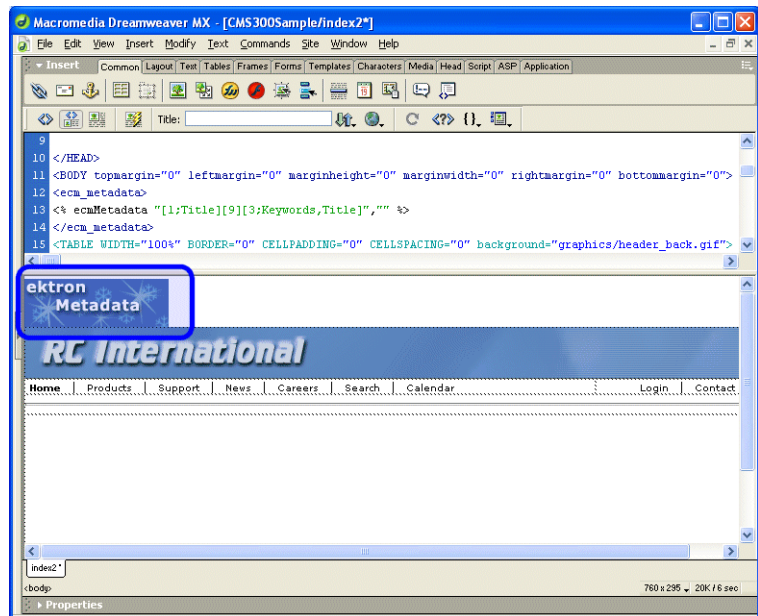 Macromedia Dreamweaver MX - [CMS300Sample/index2*]
File Edit View Insert Modify Text Commands Site Window Help
Insert Common Layout Text Tables Frames Forms Templates Characters Media Head Script ASP Application
Title:
9
10 </HEAD>
11 <BODY topmargin="0" leftmargin="0" marginheight="0" marginwidth="0" rightmargin="0" bottommargin="0">
12 <ecm_metadata>
13 <% ecmMetadata "[1;Title][9][3;Keywords,Title]","" %>
14 </ecm_metadata>
15 <TABLE WIDTH="100%" BORDER="0" CELLPADDING="0" CELLSPACING="0" background="graphics/header_back.gif">
ektron
Metadata
RC International
Home Products Support News Careers Search Calendar Login Contact
index2*
<body> 760 x 295 20K / 6 sec
Properties